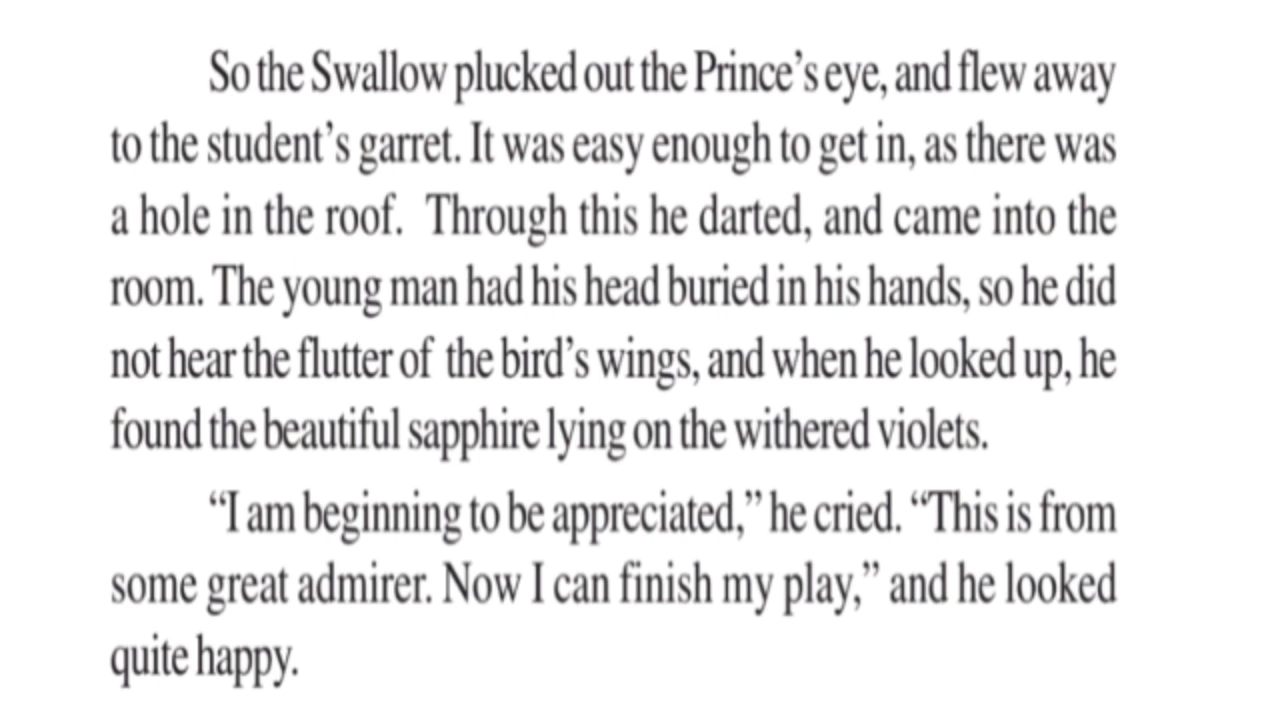 So the Swallow plucked out the Prince’s eye, and flew away
to the student’s garret. It was easy enough to get in, as there was
a hole in the roof. Through this he darted, and came into the
room. The young man had his head buried in his hands, so he did
not hear the flutter of the bird’s wings, and when he looked up, he
found the beautiful sapphire lying on the withered violets.
“I am beginning to be appreciated,” he cried. “This is from
some great admirer. Now I can finish my play,” and he looked
quite happy.